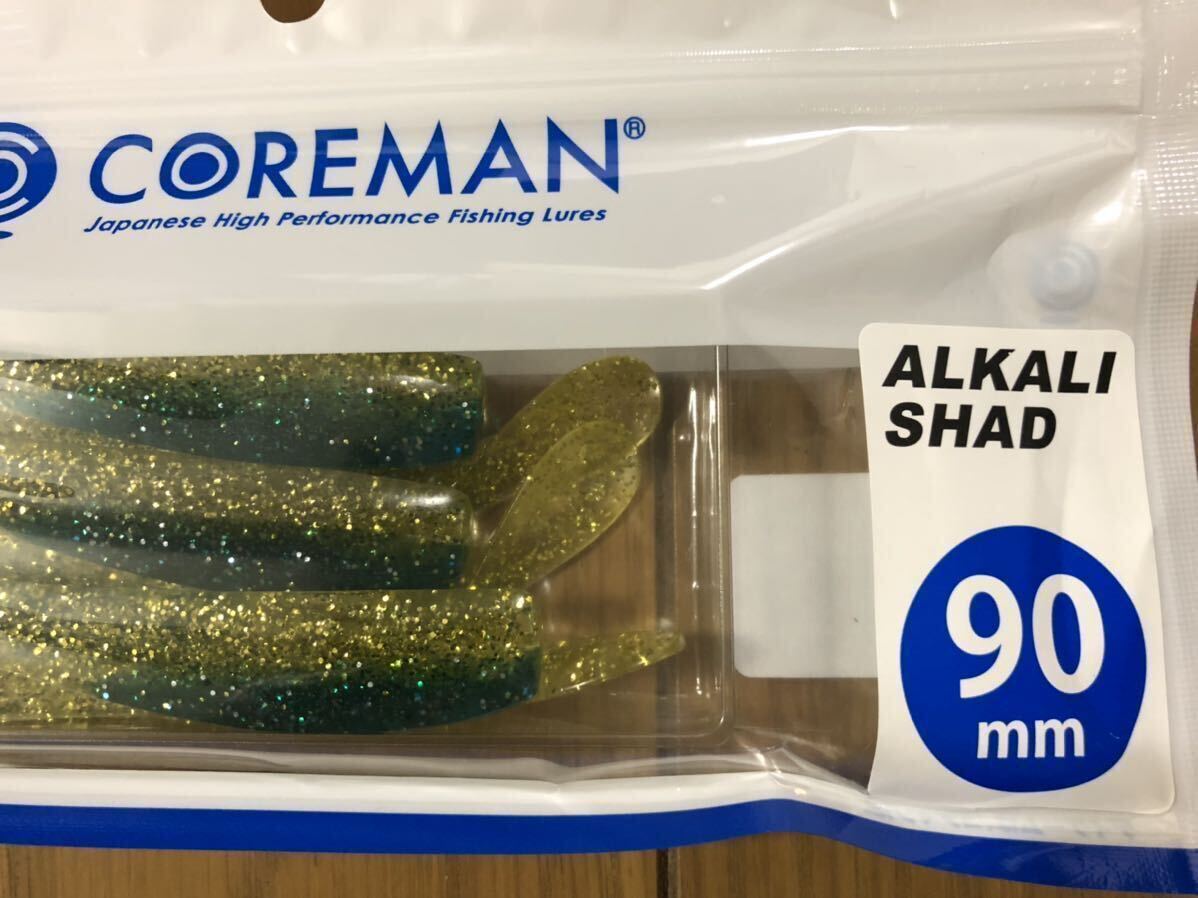 COREMAN®
Japanese High Performance Fishing Lures
ALKALI
SHAD
90
mm